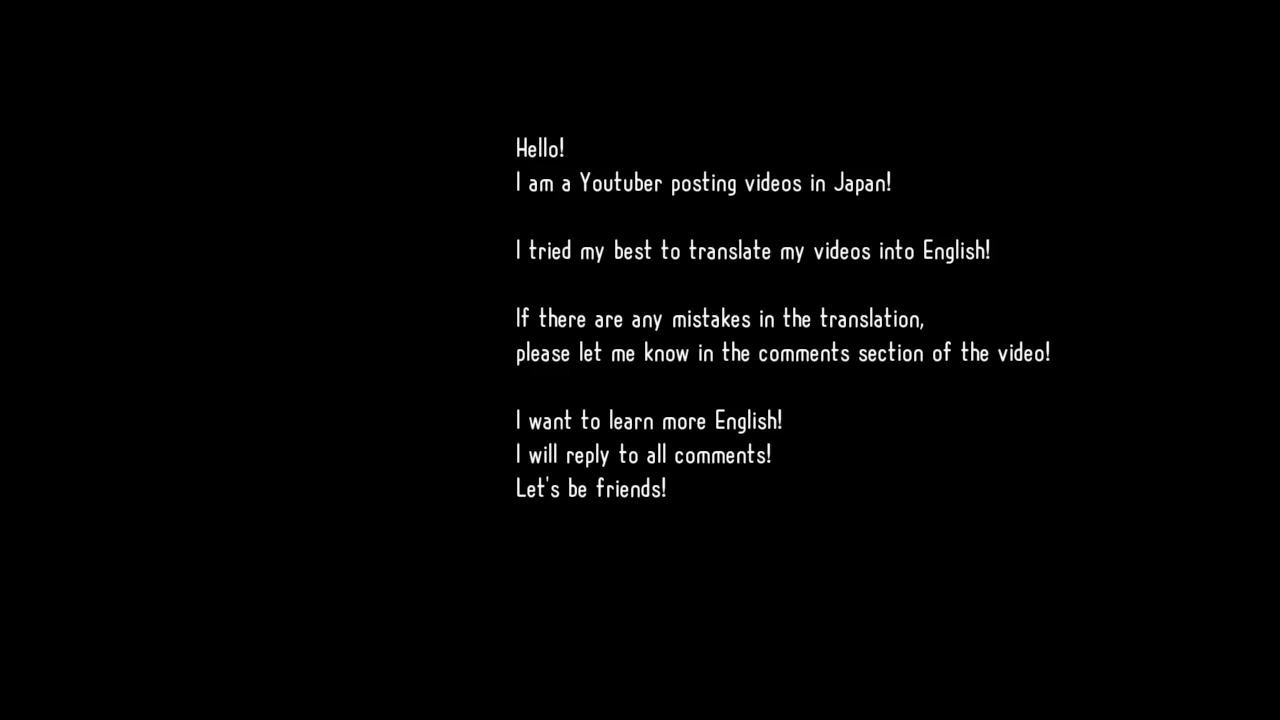 Hello!
I am a Youtuber posting videos in Japan!
I tried my best to translate my videos into English!
If there are any mistakes in the translation,
please let me know in the comments section of the video!
I want to learn more English!
I will reply to all comments!
Let's be friends!